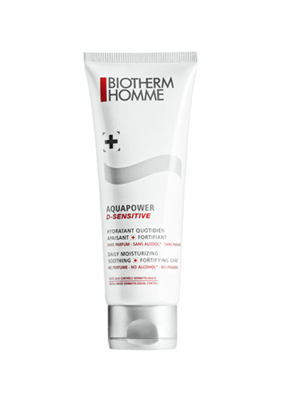 BIOTHERM
HOMME
AQUAPOWER
D-SENSITIVE
HYDRATANT QUOTIDIEN
APAISANT + FORTIFIANT
SANS PARFUM - SANS ALCOOL* - SANS PARABEN
DAILY MOISTURIZING
SOOTHING + FORTIFYING CARE
NO PERFUME - NO ALCOHOL* - NO PARABEN